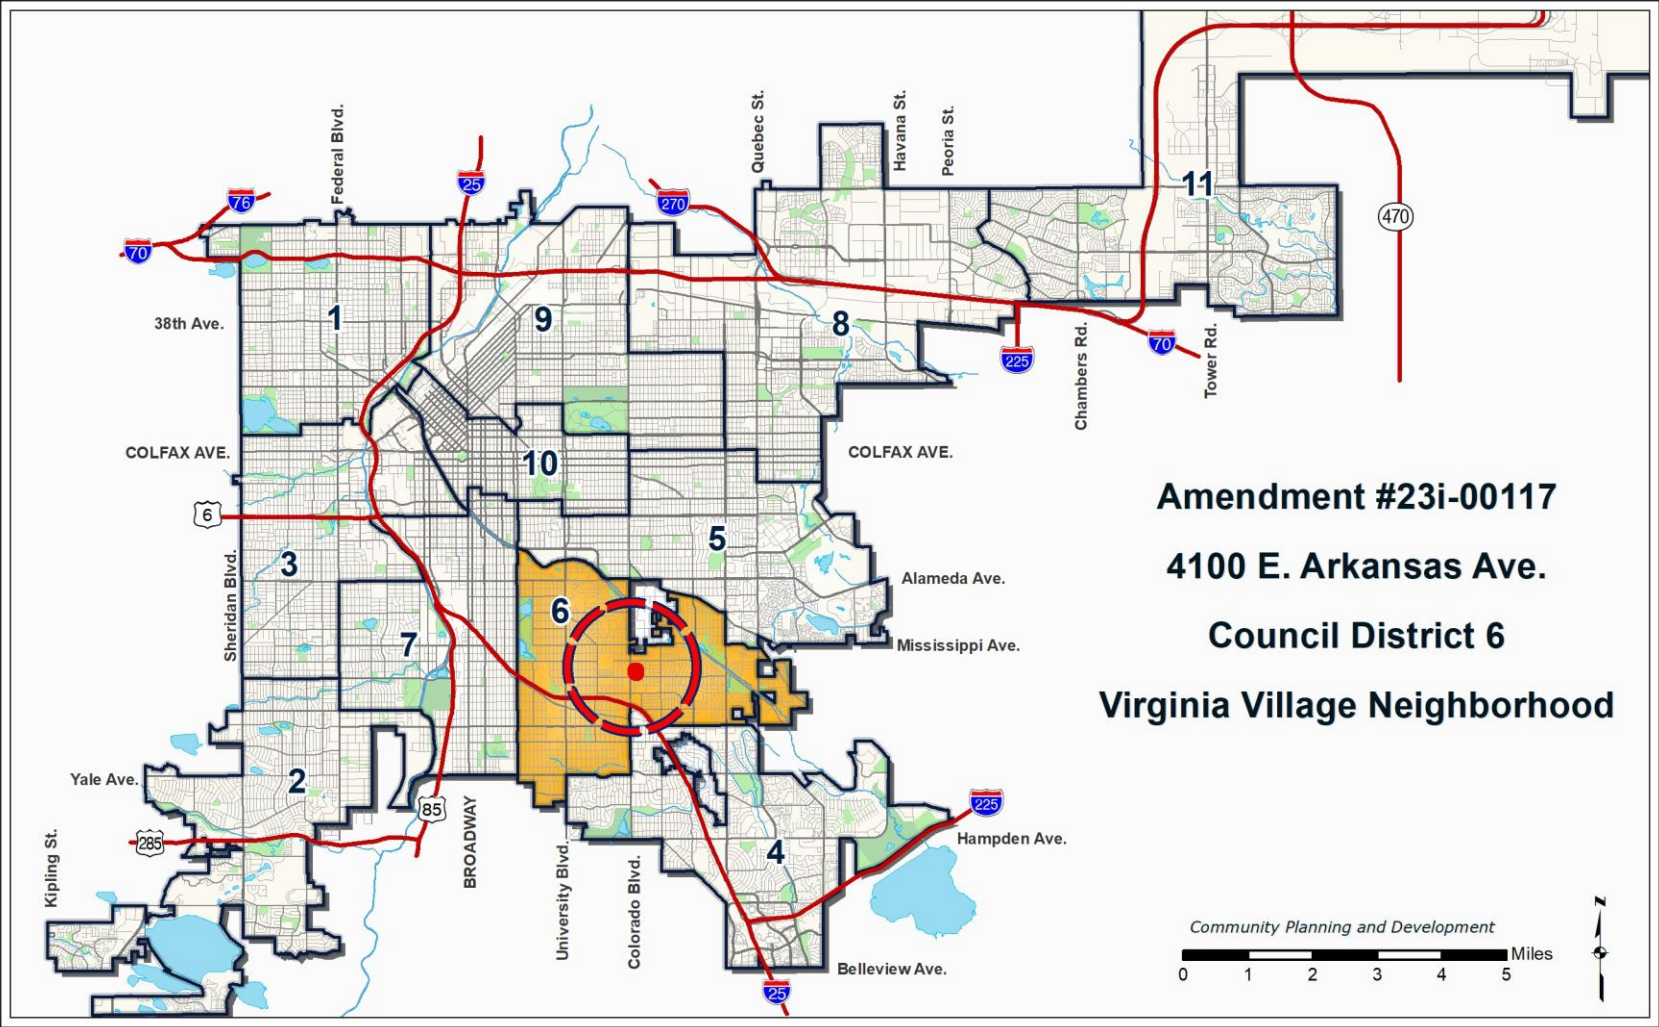 Federal Blvd.
Quebec St.
Havana St.
Peoria St.
76
25
270
11
70
470
38th Ave.
1
9
8
225
Chambers Rd.
70
Tower Rd.
COLFAX AVE.
10
COLFAX AVE.
6
3
5
Sheridan Blvd.
Alameda Ave.
6
7
Mississippi Ave.
Amendment #23i-00117
4100 E. Arkansas Ave.
Council District 6
Virginia Village Neighborhood
Yale Ave.
2
85
225
285
BROADWAY
Hampden Ave.
4
Kipling St.
University Blvd.
Colorado Blvd.
Belleview Ave.
25
Community Planning and Development
Miles
0 1 2 3 4 5
N